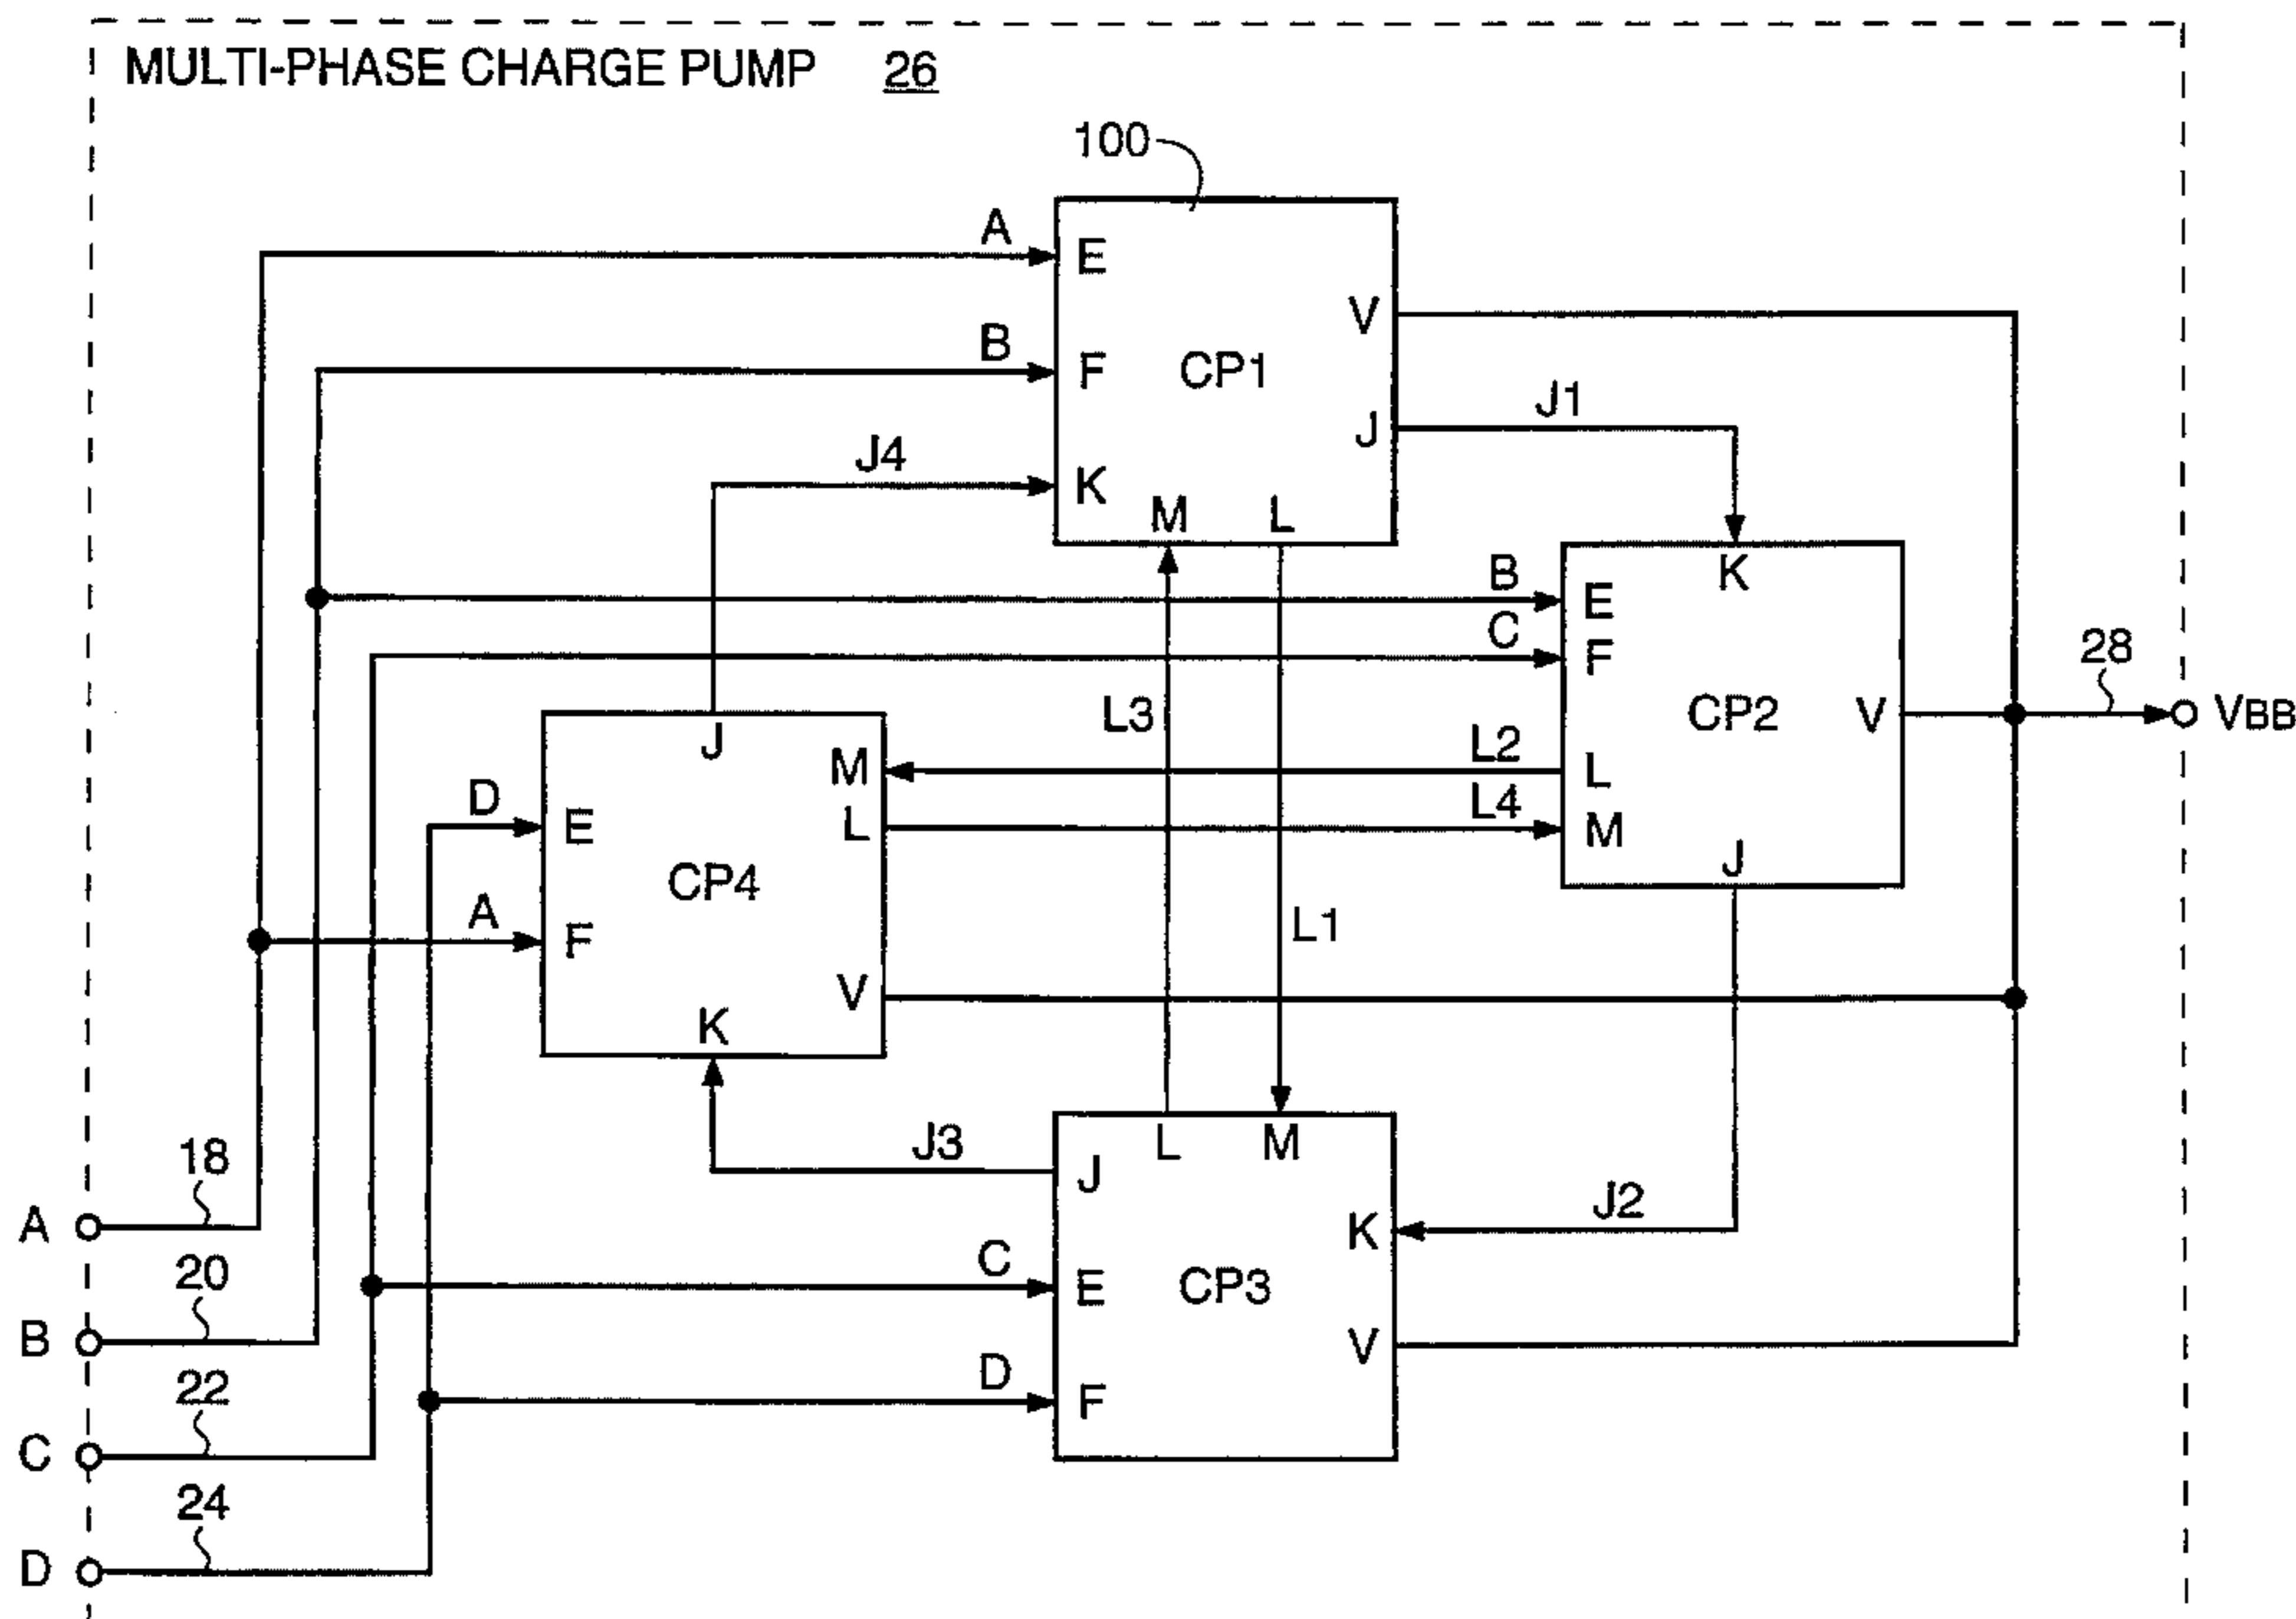 MULTI-PHASE CHARGE PUMP 26
100
A
E
V
B
F
CP1
J
J1
J4
K
M
L
B
E
K
C
F
28
L3
CP2
V
VBB
J
M
L2
L
D
E
L
L4
M
CP4
J
A
F
L1
V
K
18
J3
J
L
M
A
K
J2
20
C
E
CP3
B
V
22
D
F
C
24
D